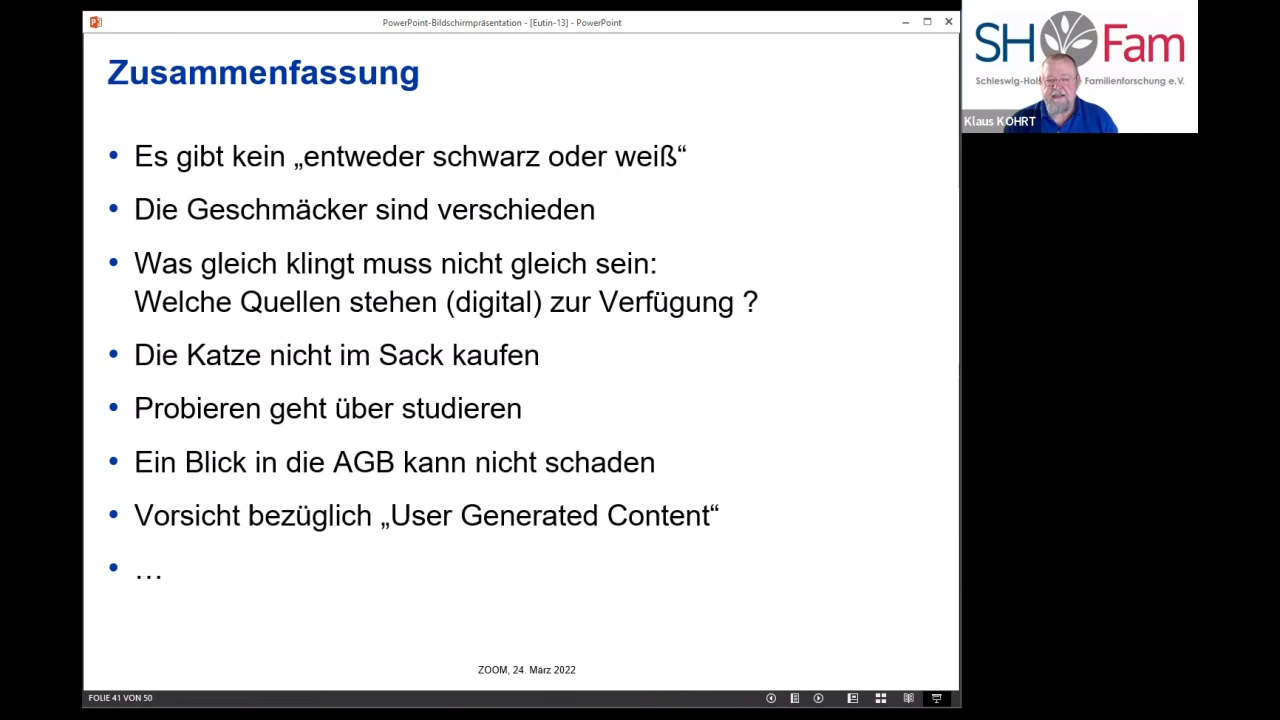 PowerPoint-Bildschirmpräsentation - [Eutin-13] - PowerPoint
Zusammenfassung
• Es gibt kein „entweder schwarz oder weiß“
• Die Geschmäcker sind verschieden
• Was gleich klingt muss nicht gleich sein:
Welche Quellen stehen (digital) zur Verfügung ?
• Die Katze nicht im Sack kaufen
• Probieren geht über studieren
• Ein Blick in die AGB kann nicht schaden
• Vorsicht bezüglich „User Generated Content“
• …
ZOOM, 24. März 2022
FOLIE 41 VON 50
SH Fam
Schleswig-Hol Familienforschung e.V.
Klaus KOHRT